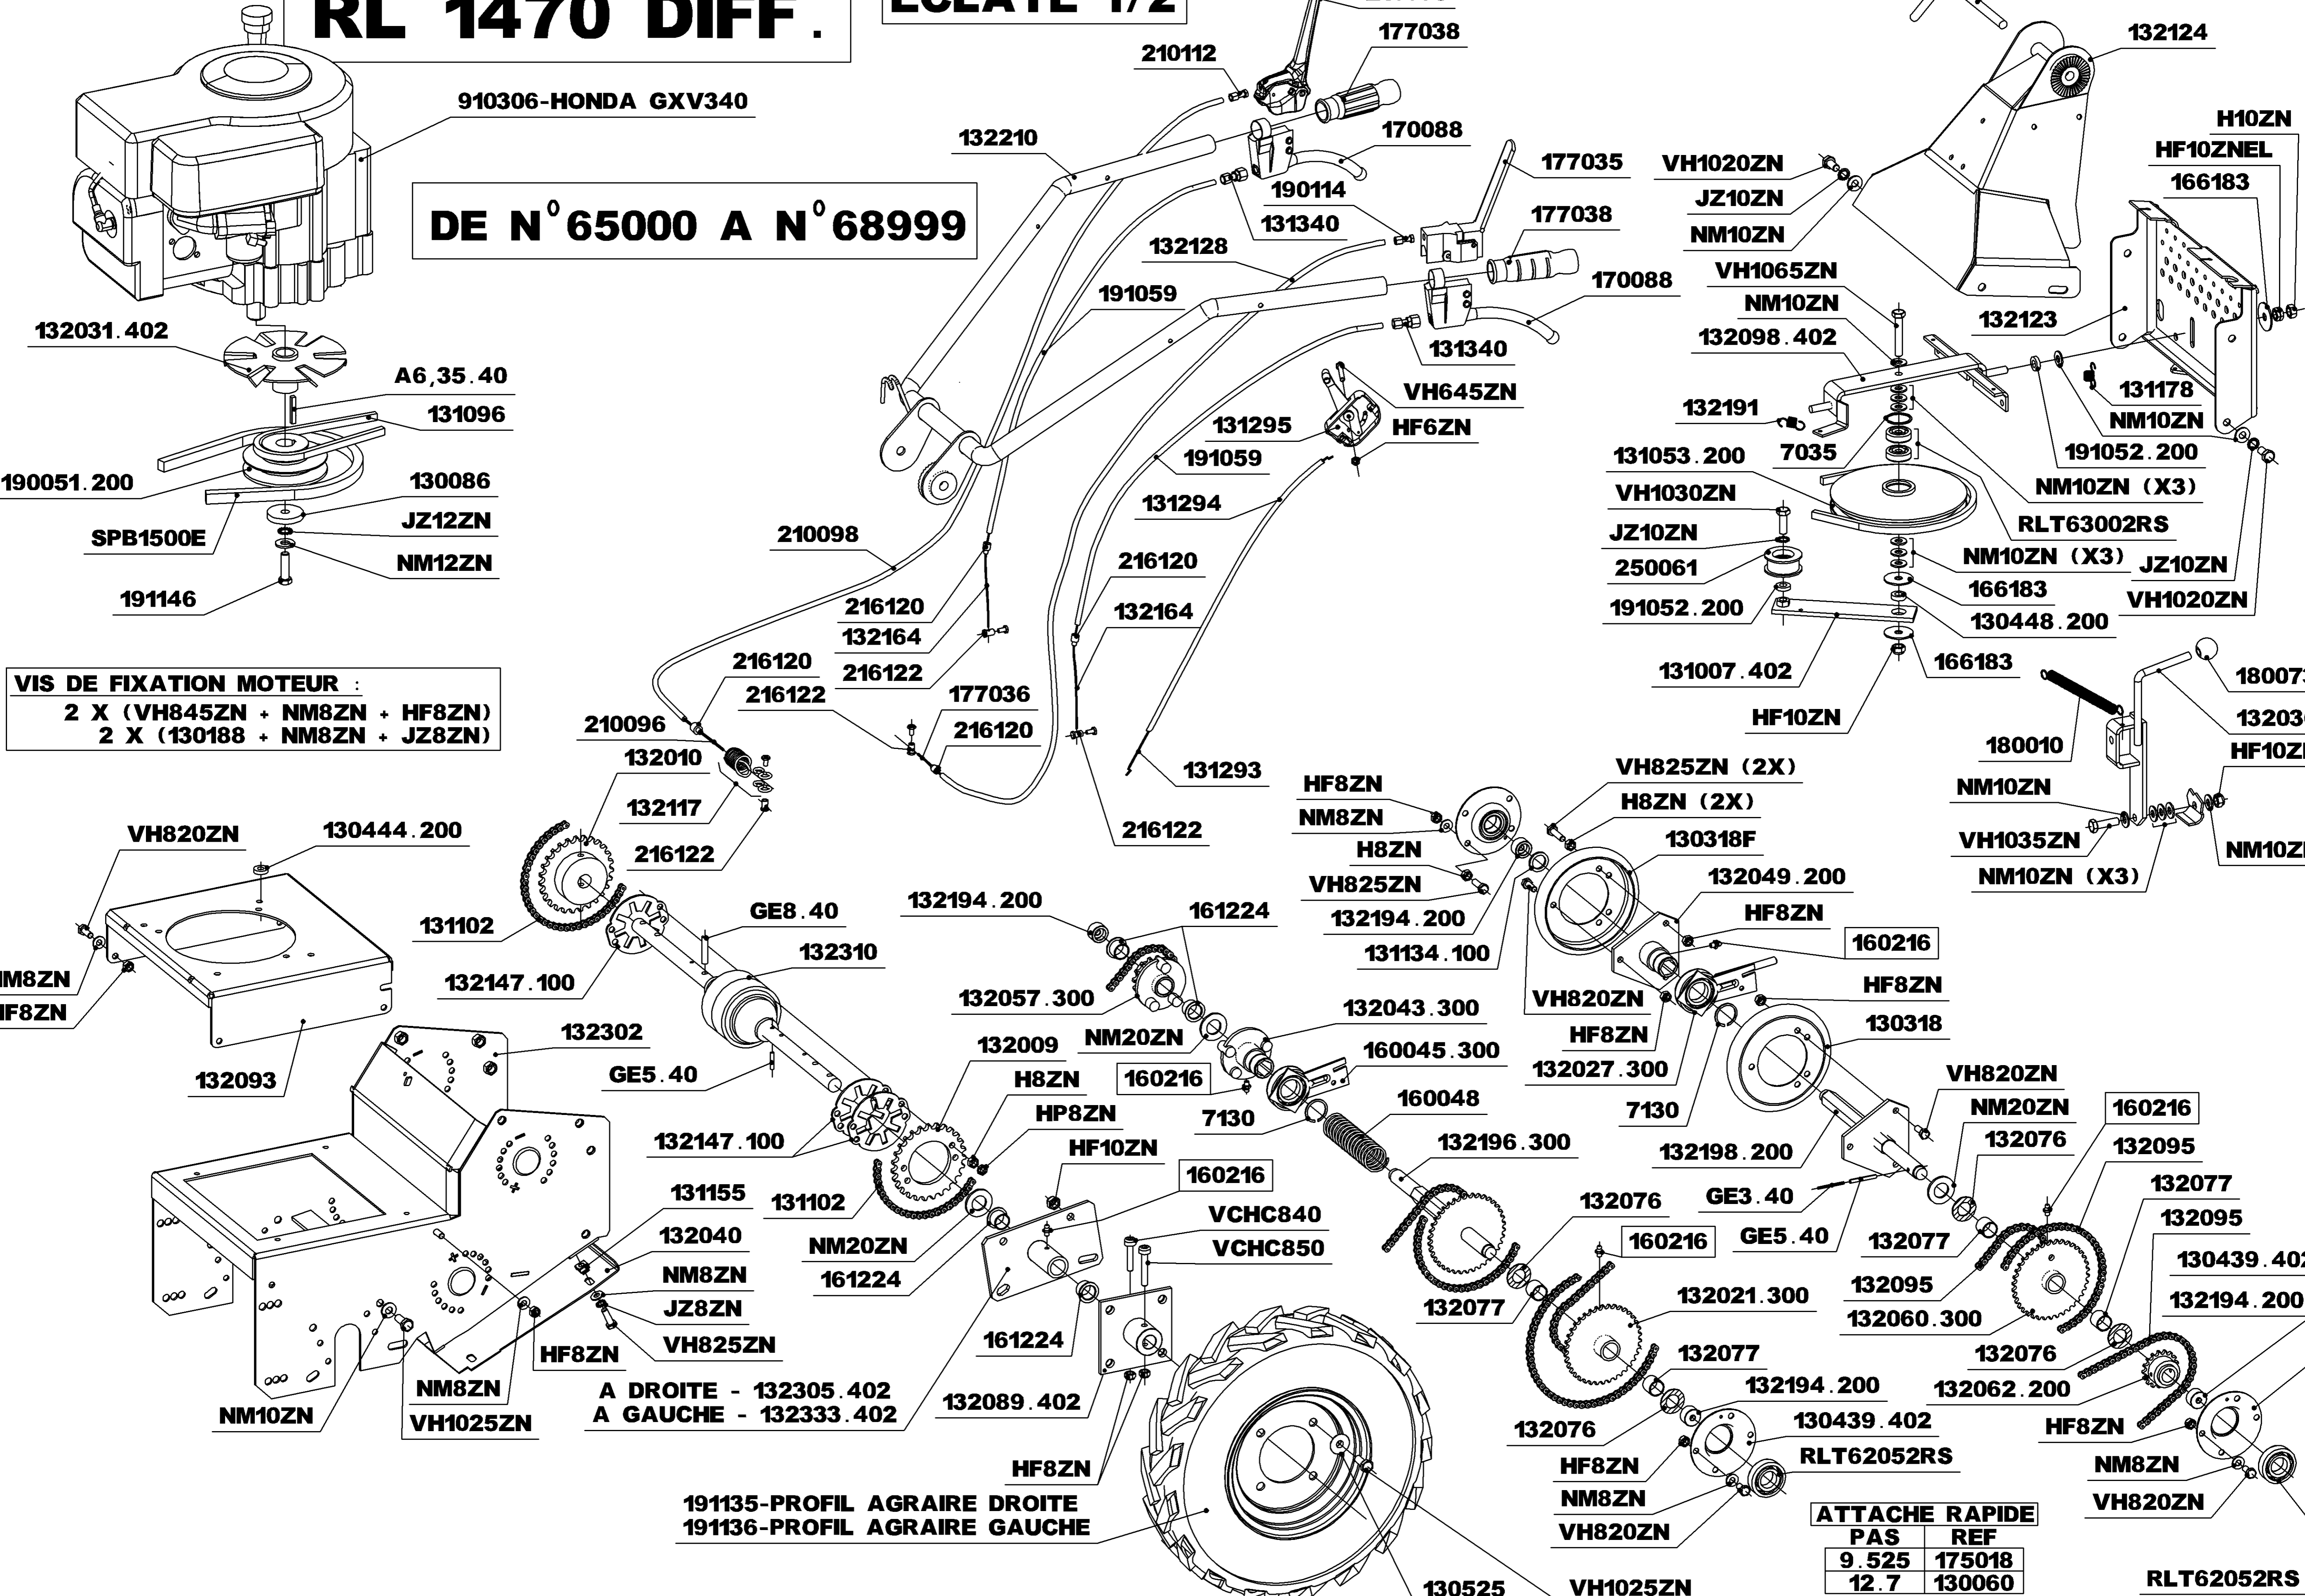 RL 1470 DIFF.
ECLATE 1/2
910306-HONDA GXV340
DE N°65000 A N°68999
132031.402
A6,35.40
131096
190051.200
130086
JZ12ZN
SPB1500E
NM12ZN
191146
VIS DE FIXATION MOTEUR :
2 X (VH845ZN + NM8ZN + HF8ZN)
2 X (130188 + NM8ZN + JZ8ZN)
210112
177038
132210
170088
177035
190114
131340
177038
132128
191059
170088
131340
VH645ZN
131295
HF6ZN
191059
131294
210098
216120
216120
132164
132164
216122
216120
216122
177036
210096
216120
132010
131293
132117
216122
216122
132124
H10ZN
HF10ZNEL
VH1020ZN
166183
JZ10ZN
NM10ZN
VH1065ZN
NM10ZN
132098.402
132123
131178
132191
NM10ZN
7035
191052.200
131053.200
NM10ZN (X3)
VH1030ZN
RLT63002RS
JZ10ZN
NM10ZN (X3)
JZ10ZN
250061
166183
VH1020ZN
191052.200
130448.200
131007.402
166183
HF10ZN
180010
NM10ZN
VH1035ZN
NM10ZN (X3)
VH820ZN
130444.200
HF8ZN
132093
131102
132147.100
GE8.40
132310
132302
GE5.40
132009
H8ZN
HP8ZN
132147.100
131102
HF10ZN
160216
131155
132040
NM8ZN
JZ8ZN
VH825ZN
HF8ZN
NM8ZN
VH1025ZN
NM10ZN
NM20ZN
161224
VCHC840
VCHC850
161224
A DROITE - 132305.402
A GAUCHE - 132333.402
132089.402
HF8ZN
191135-PROFIL AGRAIRE DROITE
191136-PROFIL AGRAIRE GAUCHE
132194.200
161224
132057.300
NM20ZN
132043.300
160045.300
160216
7130
160048
132196.300
132076
160216
132077
132021.300
132077
132194.200
132076
130439.402
HF8ZN
RLT62052RS
NM8ZN
VH820ZN
130525
VH1025ZN
HF8ZN
NM8ZN
H8ZN
VH825ZN
132194.200
131134.100
VH825ZN (2X)
H8ZN (2X)
130318F
132049.200
HF8ZN
160216
VH820ZN
HF8ZN
HF8ZN
130318
132027.300
VH820ZN
7130
NM20ZN
160216
132076
132198.200
132095
GE3.40
132077
GE5.40
132077
132095
132095
132060.300
132194.200
132076
132062.200
HF8ZN
NM8ZN
VH820ZN
ATTACHE RAPIDE
PAS REF
9.525 175018
12.7 130060
RLT62052RS